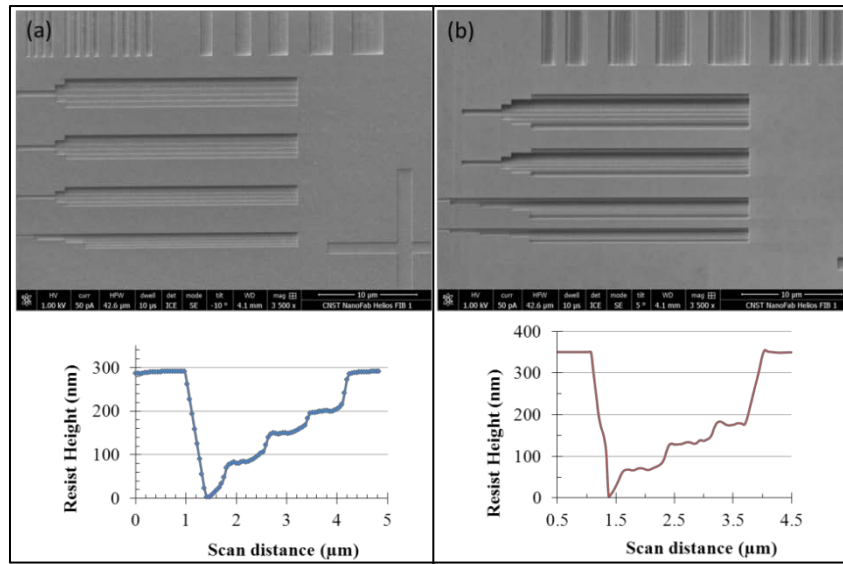 (a)
HV curr HFW dwell det mode tilt WD mag ⊞ 10 µm
1.00 kV 50 pA 42.6 µm 10 µs ICE SE -10 ° 4.1 mm 3 500 x CNST NanoFab Helios FIB 1
Resist Height (nm)
300
200
100
0
0 1 2 3 4 5
Scan distance (µm)
(b)
HV curr HFW dwell det mode tilt WD mag ⊞ 10 µm
1.00 kV 50 pA 42.6 µm 10 µs ICE SE 5 ° 4.1 mm 3 500 x CNST NanoFab Helios FIB 1
Resist Height (nm)
400
300
200
100
0
0.5 1.5 2.5 3.5 4.5
Scan distance (µm)